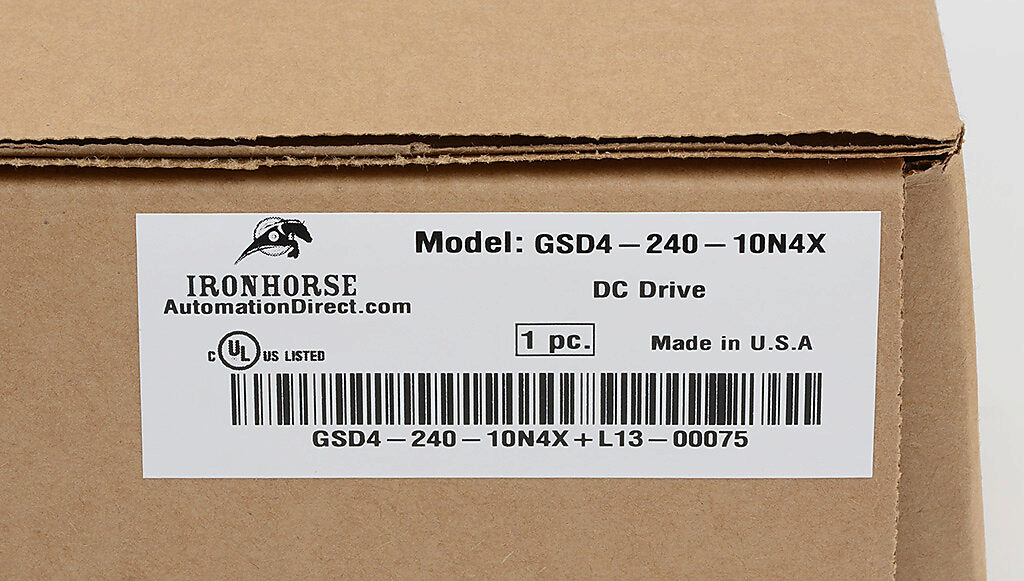 IRONHORSE
AutomationDirect.com
Model: GSD4-240-10N4X
DC Drive
C UL US LISTED
1 pc.
Made in U.S.A
GSD4-240-10N4X+L13-00075